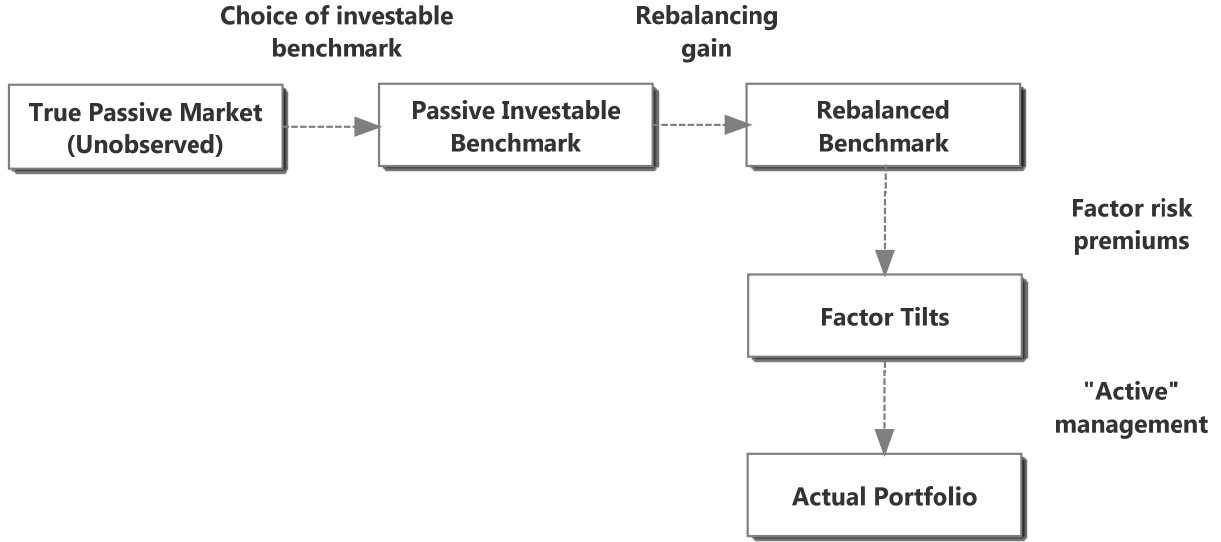 Choice of investable
benchmark
Rebalancing
gain
True Passive Market
(Unobserved)
Passive Investable
Benchmark
Rebalanced
Benchmark
Factor risk
premiums
Factor Tilts
"Active"
management
Actual Portfolio